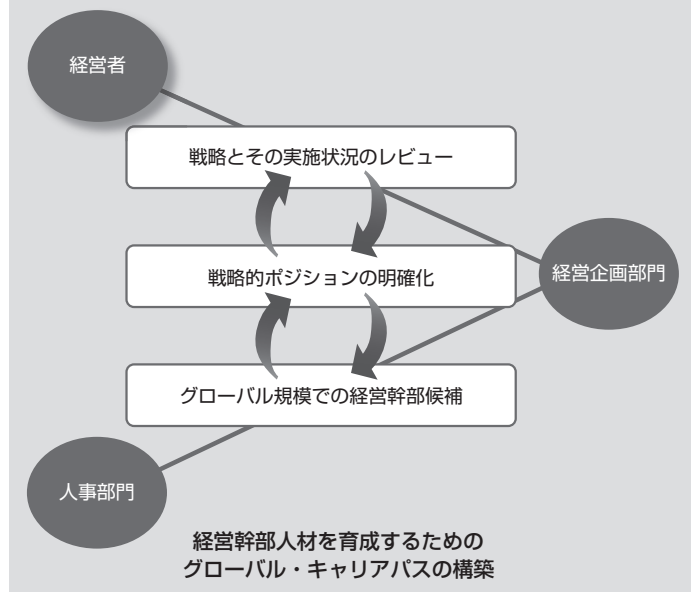 経営者
戦略とその実施状況のレビュー
戦略的ポジションの明確化
経営企画部門
グローバル規模での経営幹部候補
人事部門
経営幹部人材を育成するための
グローバル・キャリアパスの構築